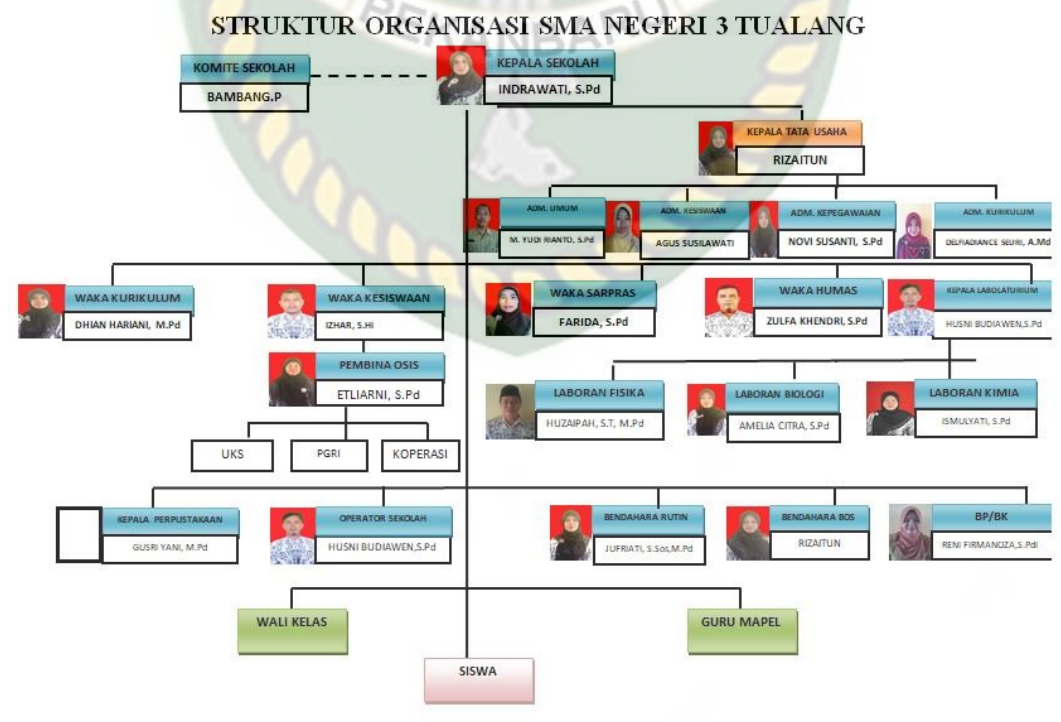 STRUKTUR ORGANISASI SMA NEGERI 3 TUALANG
PEKANBARU
KOMITE SEKOLAH
BAMBANG.P
KEPALA SEKOLAH
INDRAWATI, S.Pd
KEPALA TATA USAHA
RIZAITUN
ADM. UMUM
M. YUDI RIANTO, S.Pd
ADM. KESISWAAN
AGUS SUSILAWATI
ADM. KEPEGAWAIAN
NOVI SUSANTI, S.Pd
ADM. KURIKULUM
DELFIADIANCE SEURI, A.Md
WAKA KURIKULUM
DHIAN HARIANI, M.Pd
WAKA KESISWAAN
IZHAR, S.Hi
WAKA SARPRAS
FARIDA, S.Pd
WAKA HUMAS
ZULFA KHENDRI, S.Pd
KEPALA LABOLATURIUM
HUSNI BUDIAWEN,S.Pd
PEMBINA OSIS
ETLIARNI, S.Pd
LABORAN FISIKA
HUZAIPAH, S.T, M.Pd
LABORAN BIOLOGI
AMELIA CITRA, S.Pd
LABORAN KIMIA
ISMULYATI, S.Pd
UKS
PGRI
KOPERASI
KEPALA PERPUSTAKAAN
GUSRI YANI, M.Pd
OPERATOR SEKOLAH
HUSNI BUDIAWEN,S.Pd
BENDAHARA RUTIN
JUFRIATI, S.Sos,M.Pd
BENDAHARA BOS
RIZAITUN
BP/BK
RENI FIRMANOZA,S.PdI
WALI KELAS
GURU MAPEL
SISWA